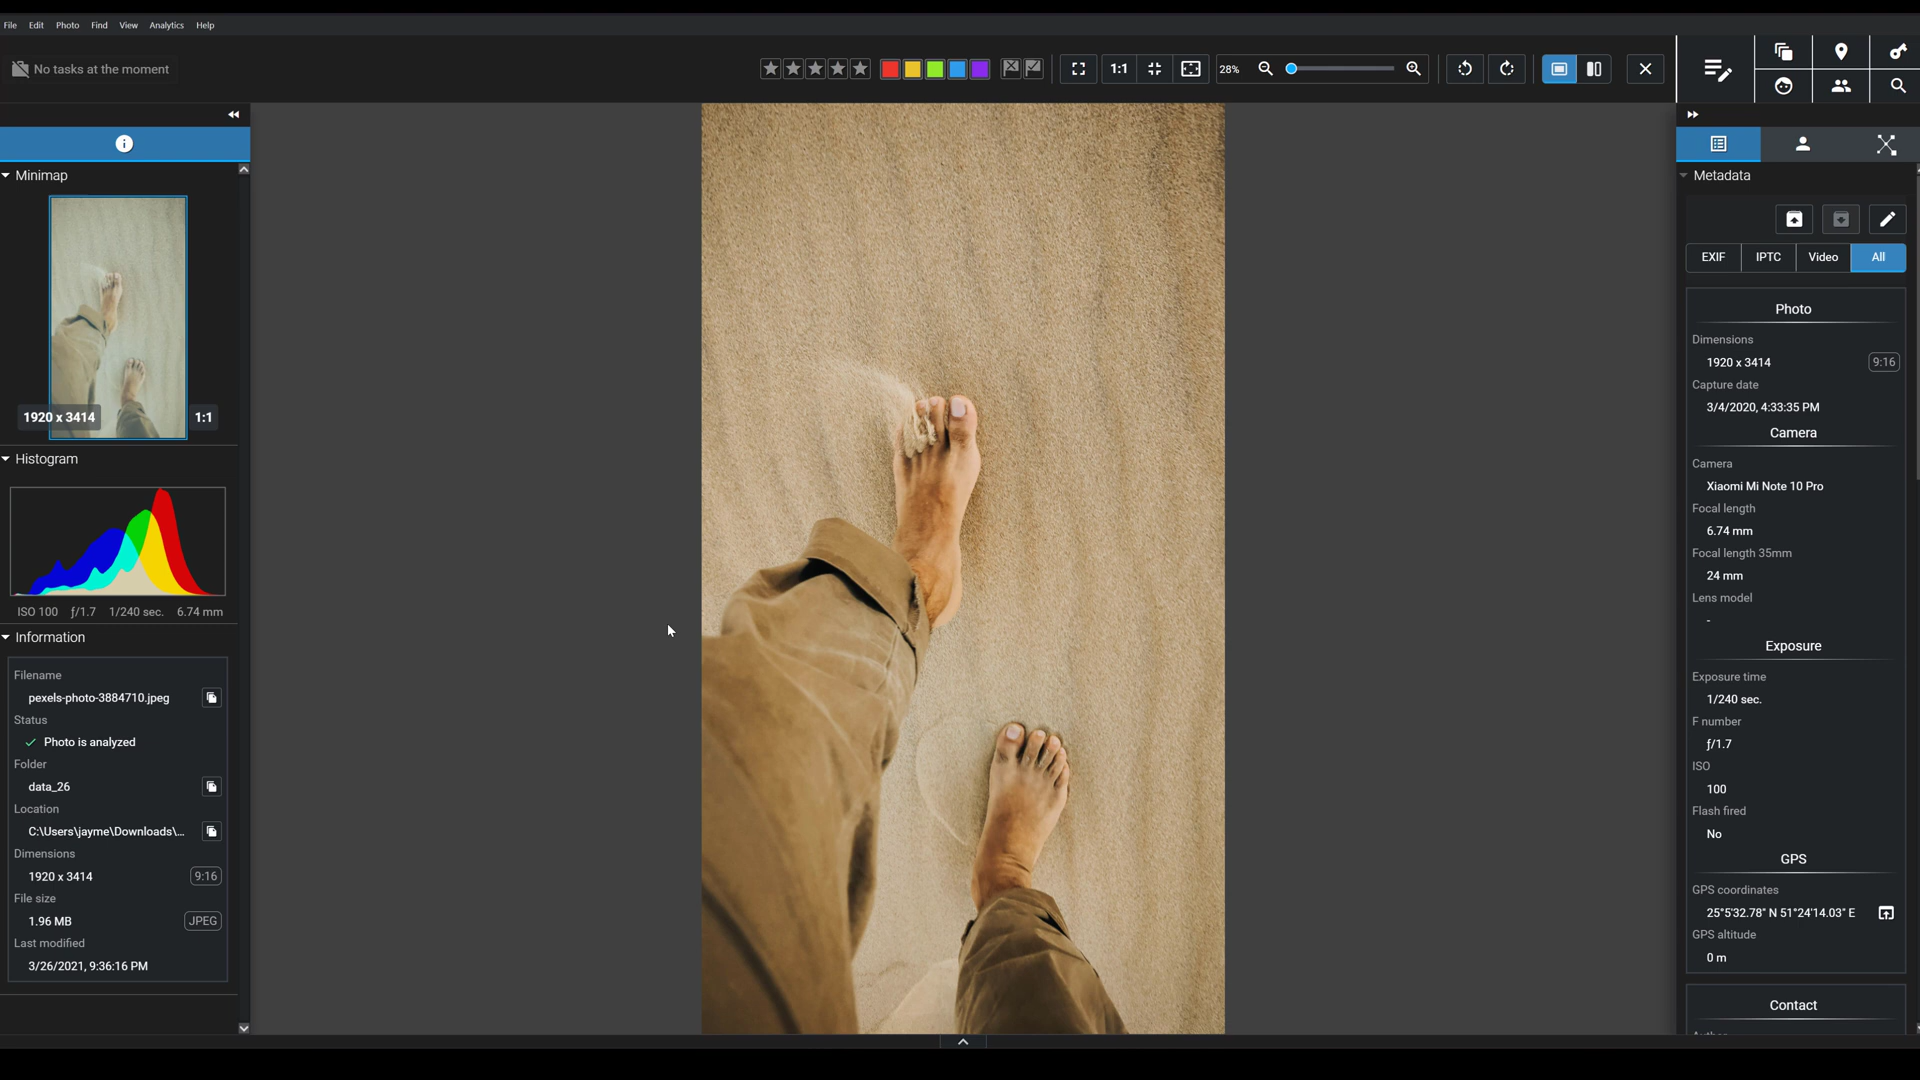 File Edit Photo Find View Analytics Help
No tasks at the moment
1:1
28%
Minimap
1920 x 3414
1:1
Histogram
ISO 100 ƒ/1.7 1/240 sec. 6.74 mm
Information
Filename
pexels-photo-3884710.jpeg
Status
Photo is analyzed
Folder
data_26
Location
C:\Users\jayme\Downloads\...
Dimensions
1920 x 3414 9:16
File size
1.96 MB JPEG
Last modified
3/26/2021, 9:36:16 PM
Metadata
EXIF IPTC Video All
Photo
Dimensions
1920 x 3414 9:16
Capture date
3/4/2020, 4:33:35 PM
Camera
Camera
Xiaomi Mi Note 10 Pro
Focal length
6.74 mm
Focal length 35mm
24 mm
Lens model
-
Exposure
Exposure time
1/240 sec.
F number
ƒ/1.7
ISO
100
Flash fired
No
GPS
GPS coordinates
25°5'32.78" N 51°24'14.03" E
GPS altitude
0 m
Contact